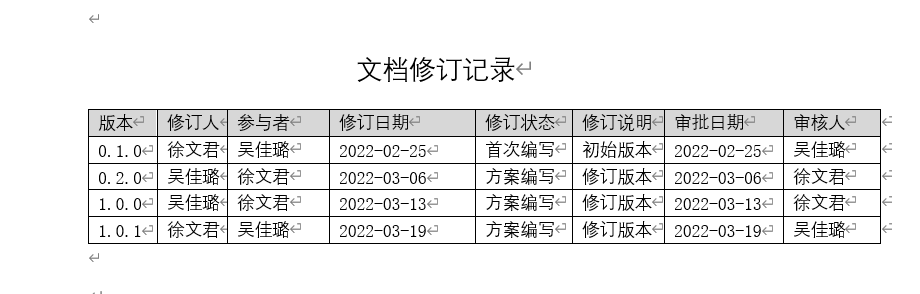 文档修订记录
版本 修订人 参与者 修订日期 修订状态 修订说明 审批日期 审核人
0.1.0 徐文君 吴佳璐 2022-02-25 首次编写 初始版本 2022-02-25 吴佳璐
0.2.0 吴佳璐 徐文君 2022-03-06 方案编写 修订版本 2022-03-06 徐文君
1.0.0 吴佳璐 徐文君 2022-03-13 方案编写 修订版本 2022-03-13 徐文君
1.0.1 徐文君 吴佳璐 2022-03-19 方案编写 修订版本 2022-03-19 吴佳璐